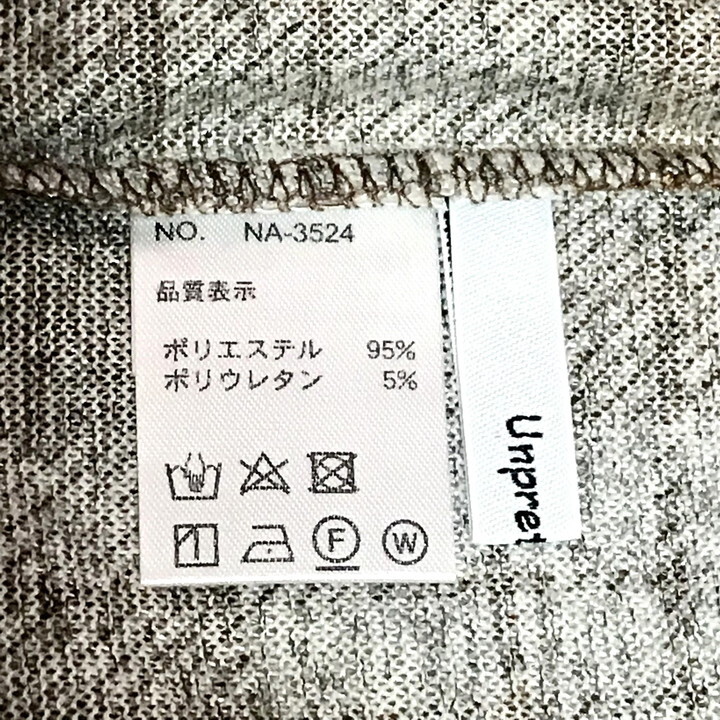 NO. NA-3524
品質表示
ポリエステル 95%
ポリウレタン 5%
F W
Unpret